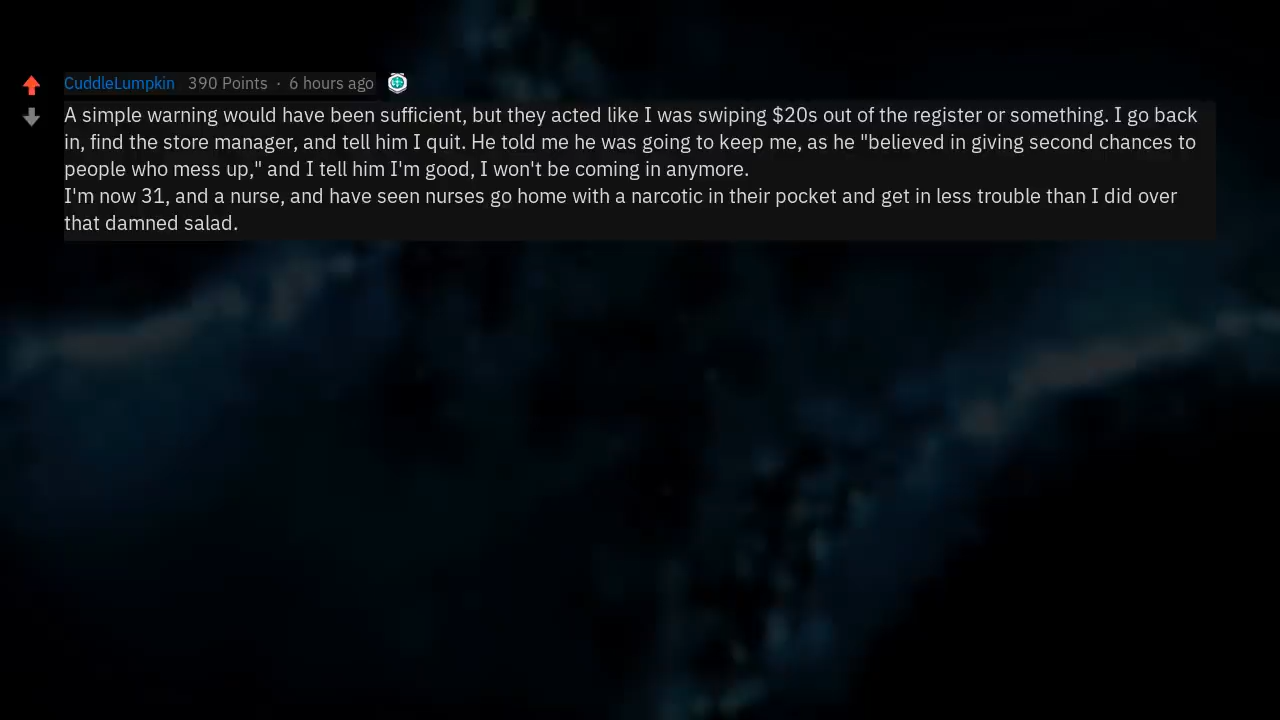 CuddleLumpkin 390 Points · 6 hours ago
A simple warning would have been sufficient, but they acted like I was swiping $20s out of the register or something. I go back
in, find the store manager, and tell him I quit. He told me he was going to keep me, as he "believed in giving second chances to
people who mess up," and I tell him I'm good, I won't be coming in anymore.
I'm now 31, and a nurse, and have seen nurses go home with a narcotic in their pocket and get in less trouble than I did over
that damned salad.